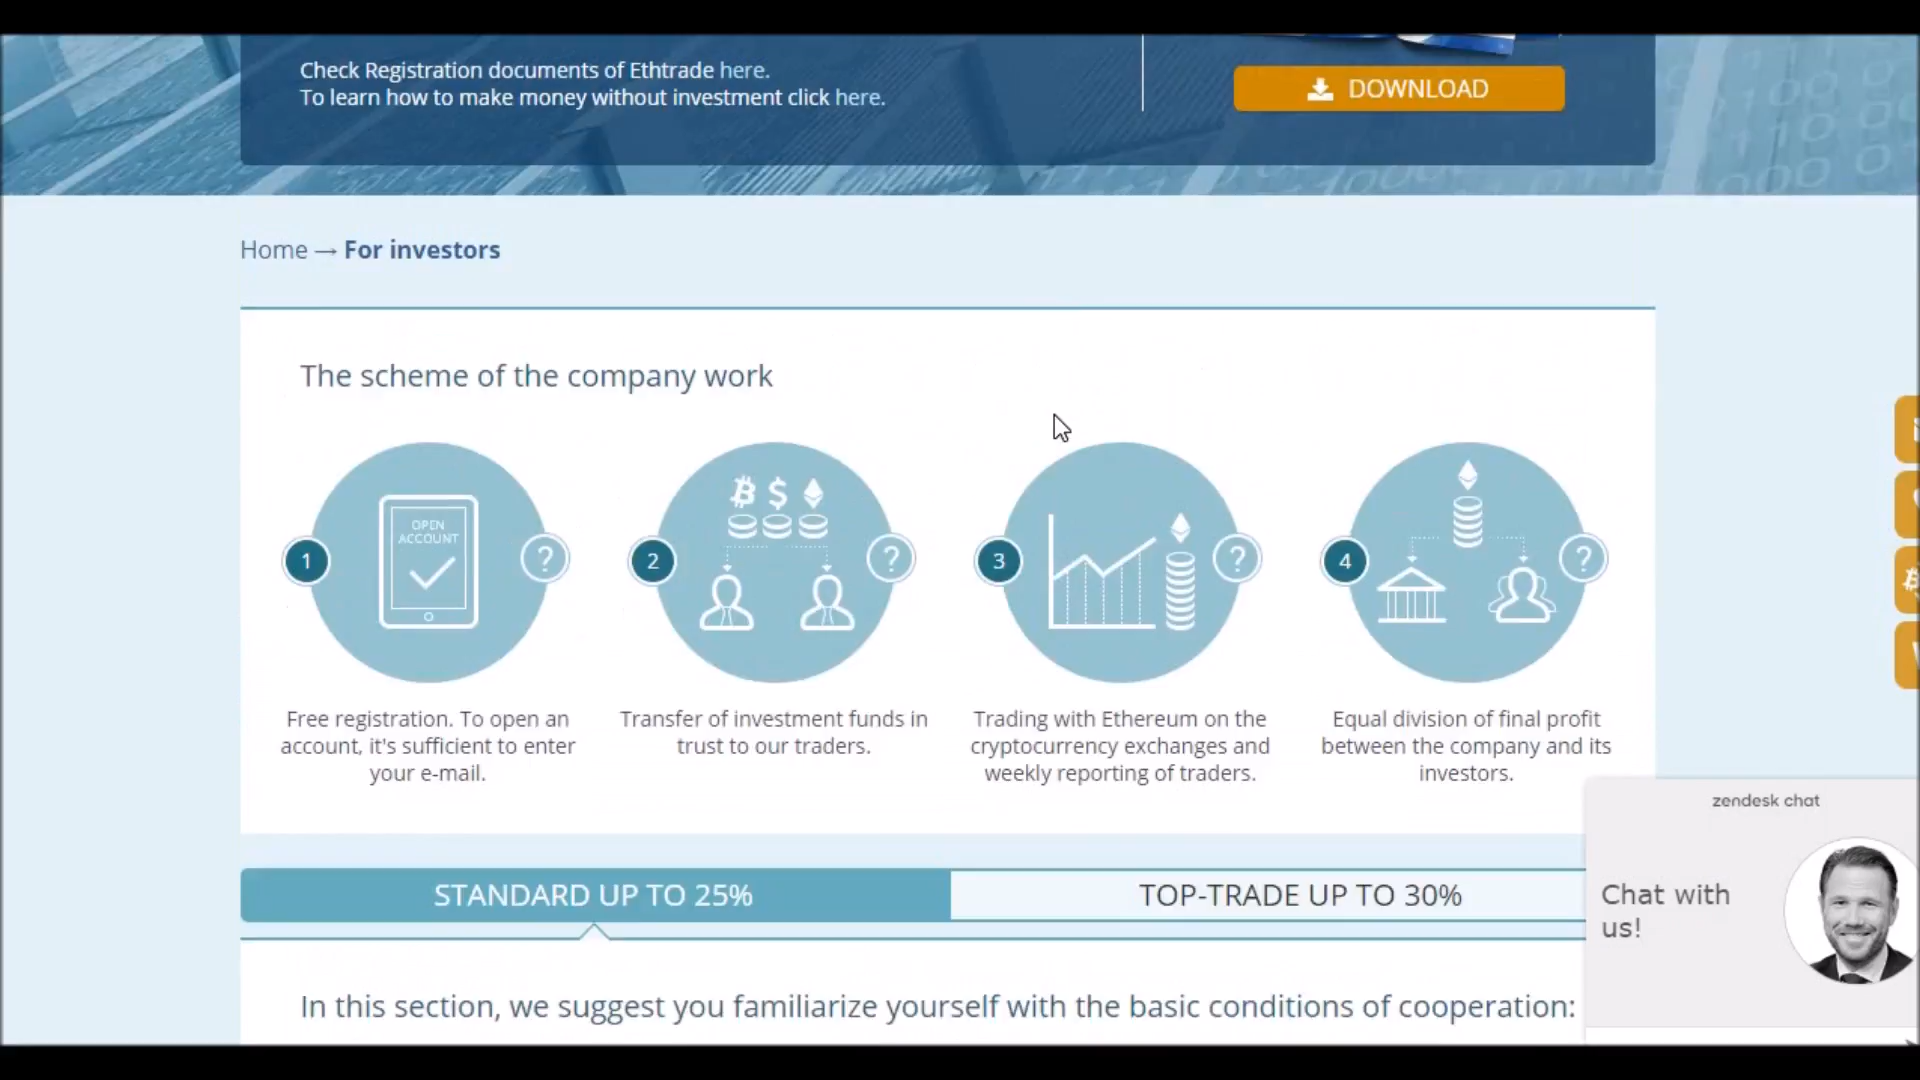 Check Registration documents of Ethtrade here.
To learn how to make money without investment click here.
DOWNLOAD
Home → For investors
The scheme of the company work
OPEN
ACCOUNT
1
?
2
?
3
?
4
?
Free registration. To open an
account, it's sufficient to enter
your e-mail.
Transfer of investment funds in
trust to our traders.
Trading with Ethereum on the
cryptocurrency exchanges and
weekly reporting of traders.
Equal division of final profit
between the company and its
investors.
zendesk chat
Chat with
us!
STANDARD UP TO 25%
TOP-TRADE UP TO 30%
In this section, we suggest you familiarize yourself with the basic conditions of cooperation: